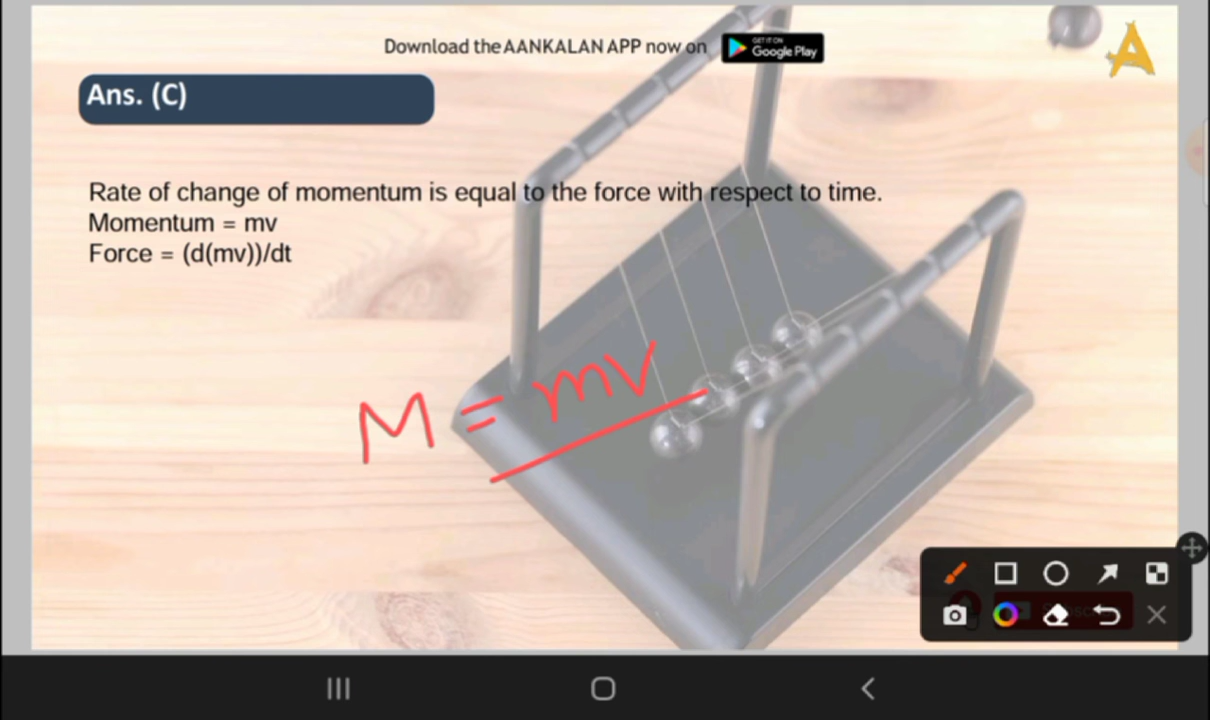 Download the AANKALAN APP now on
GET IT ON
Google Play
A
Ans. (C)
Rate of change of momentum is equal to the force with respect to time.
Momentum = mv
Force = (d(mv))/dt
M = mv